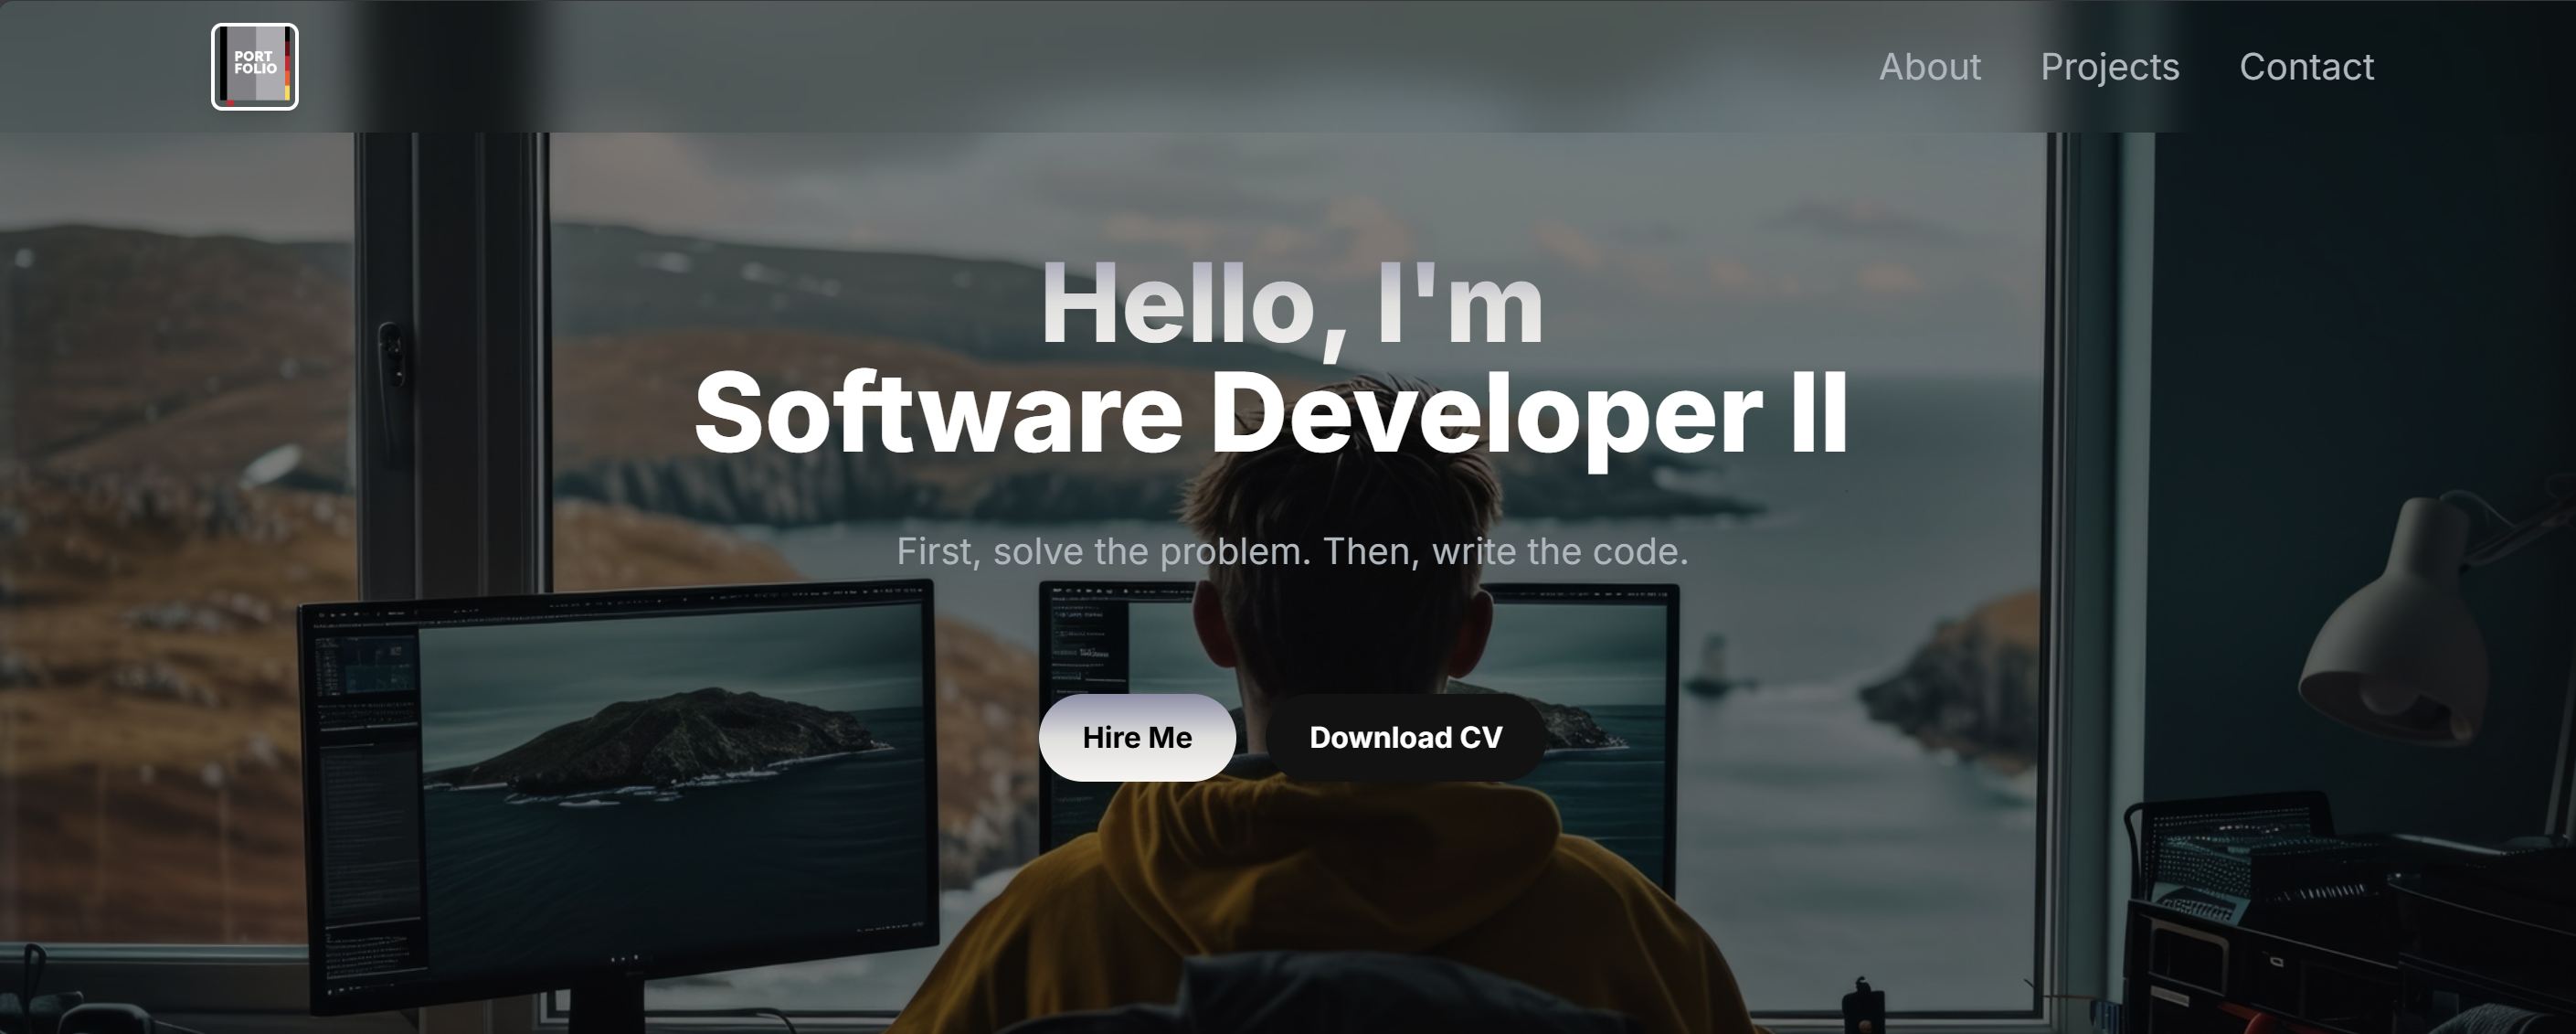 PORT
FOLIO
About Projects Contact
Hello, I'm
Software Developer II
First, solve the problem. Then, write the code.
Hire Me Download CV